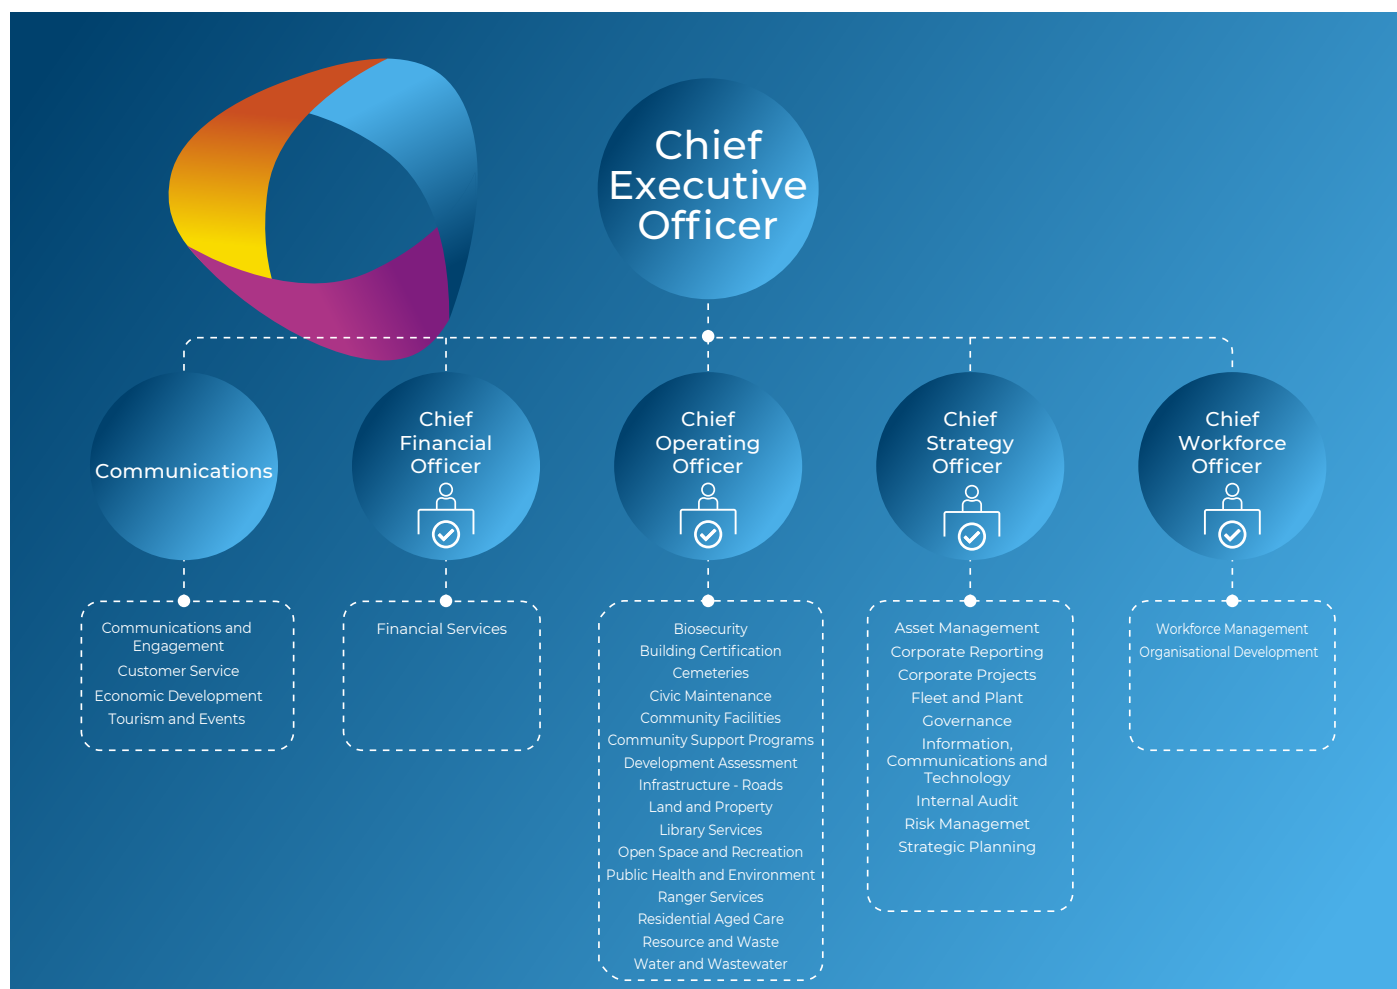 Chief
Executive
Officer
Communications
Chief
Financial
Officer
Chief
Operating
Officer
Chief
Strategy
Officer
Chief
Workforce
Officer
Communications and
Engagement
Customer Service
Economic Development
Tourism and Events
Financial Services
Biosecurity
Building Certification
Cemeteries
Civic Maintenance
Community Facilities
Community Support Programs
Development Assessment
Infrastructure - Roads
Land and Property
Library Services
Open Space and Recreation
Public Health and Environment
Ranger Services
Residential Aged Care
Resource and Waste
Water and Wastewater
Asset Management
Corporate Reporting
Corporate Projects
Fleet and Plant
Governance
Information,
Communications and
Technology
Internal Audit
Risk Managemet
Strategic Planning
Workforce Management
Organisational Development